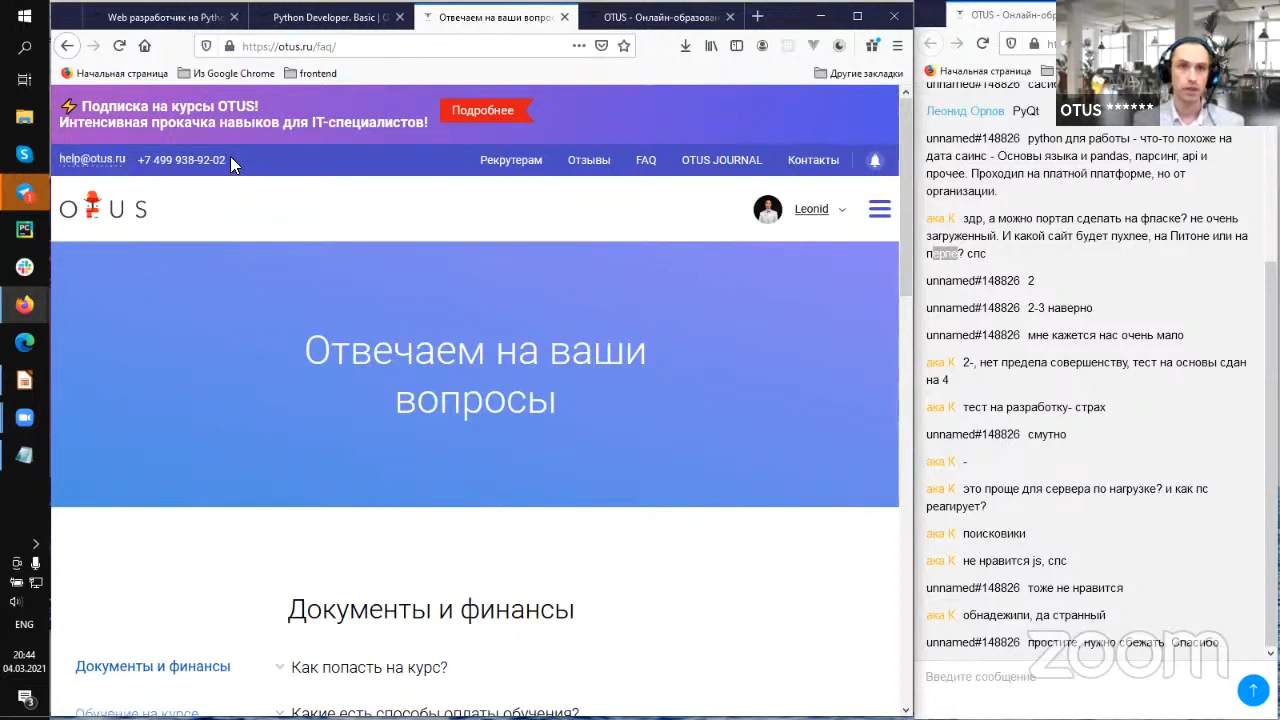 Web разработчик на Pytho
Python Developer. Basic | O
Отвечаем на ваши вопро
OTUS - Онлайн-образован
OTUS - Онлайн-обр
https://otus.ru/faq/
Начальная страница
Из Google Chrome
frontend
Другие закладки
Начальная страница
⚡ Подписка на курсы OTUS!
Интенсивная прокачка навыков для IT-специалистов!
Подробнее
help@otus.ru
+7 499 938-92-02
Рекрутерам
Отзывы
FAQ
OTUS JOURNAL
Контакты
OTUS
Leonid
Отвечаем на ваши
вопросы
Документы и финансы
Документы и финансы
Обучение на курсе
Как попасть на курс?
Какие есть способы оплаты обучения?
ENG
20:44
04.03.2021
3
OTUS ******
Леонид Орлов PyQt
unnamed#148826 python для работы - что-то похоже на
дата саинс - Основы языка и pandas, парсинг, api и
прочее. Проходил на платной платформе, но от
организации.
ака К здр, а можно портал сделать на фласке? не очень
загруженный. И какой сайт будет пухлее, на Питоне или на
перле? спс
unnamed#148826 2
unnamed#148826 2-3 наверно
unnamed#148826 мне кажется нас очень мало
ака К 2-, нет предела совершенству, тест на основы сдан
на 4
ака К тест на разработку- страх
unnamed#148826 смутно
ака К -
ака К это проще для сервера по нагрузке? и как пс
реагирует?
ака К поисковики
ака К не нравится js, спс
unnamed#148826 тоже не нравится
ака К обнадежили, да странный
unnamed#148826 простите, нужно сбежать. Спасибо
zoom
Введите сообщение